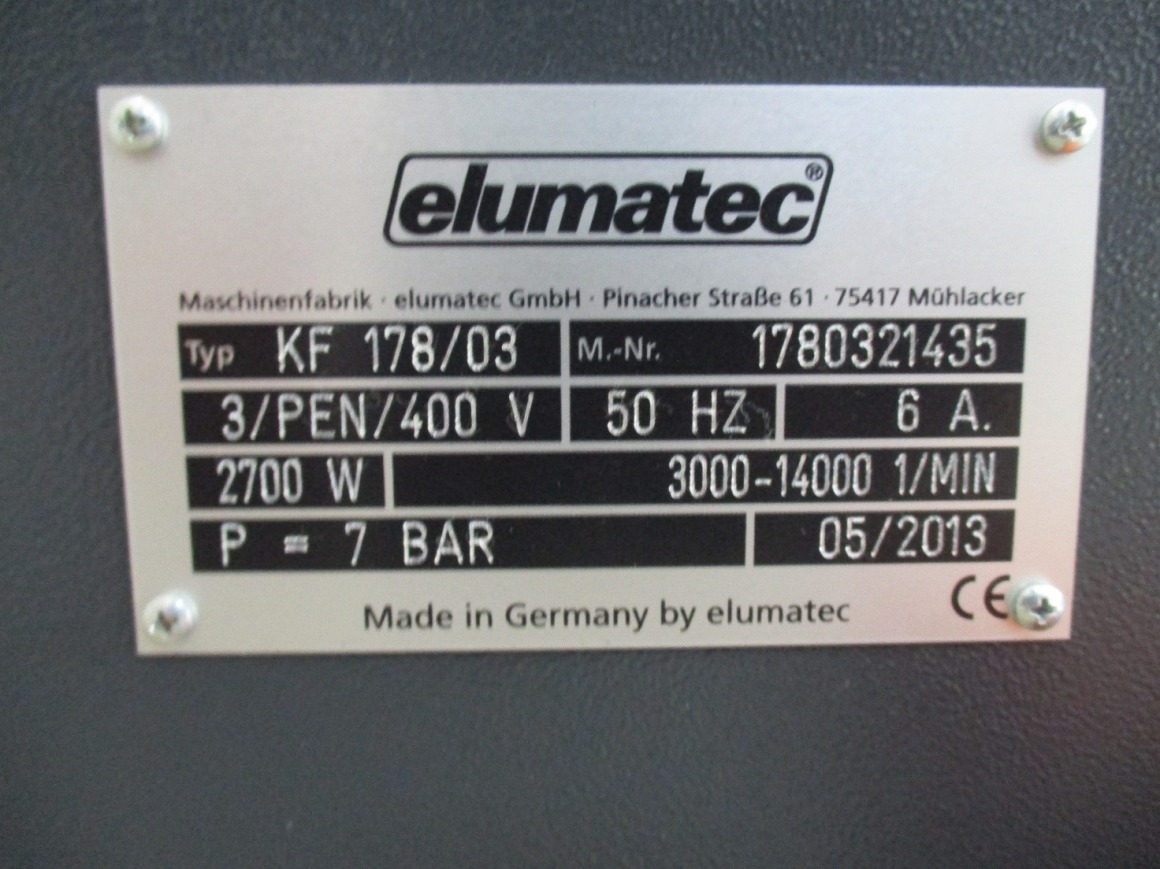 elumatec®
Maschinenfabrik · elumatec GmbH · Pinacher Straße 61 · 75417 Mühlacker
Typ KF 178/03 M.-Nr. 1780321435
3/PEN/400 V 50 HZ 6 A.
2700 W 3000-14000 1/MIN
P = 7 BAR 05/2013
Made in Germany by elumatec CE